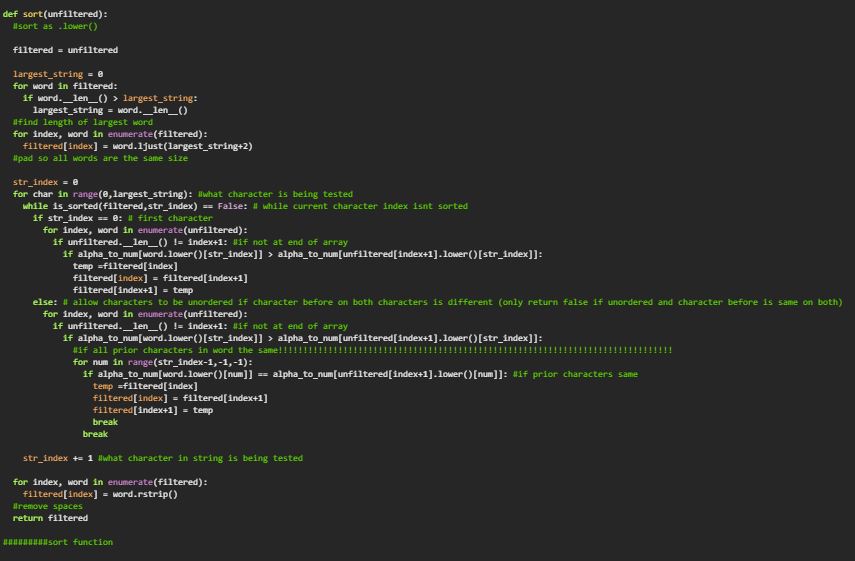 def sort(unfiltered):
  #sort as .lower()

  filtered = unfiltered

  largest_string = 0
  for word in filtered:
    if word.__len__() > largest_string:
      largest_string = word.__len__()
  #find length of largest word
  for index, word in enumerate(filtered):
    filtered[index] = word.ljust(largest_string+2)
  #pad so all words are the same size

  str_index = 0
  for char in range(0,largest_string): #what character is being tested
    while is_sorted(filtered,str_index) == False: # while current character index isnt sorted
      if str_index == 0: # first character
        for index, word in enumerate(unfiltered):
          if unfiltered.__len__() != index+1: #if not at end of array
            if alpha_to_num[word.lower()[str_index]] > alpha_to_num[unfiltered[index+1].lower()[str_index]]:
              temp =filtered[index]
              filtered[index] = filtered[index+1]
              filtered[index+1] = temp
      else: # allow characters to be unordered if character before on both characters is different (only return false if unordered and character before is same on both)
        for index, word in enumerate(unfiltered):
          if unfiltered.__len__() != index+1: #if not at end of array
            if alpha_to_num[word.lower()[str_index]] > alpha_to_num[unfiltered[index+1].lower()[str_index]]:
              #if all prior characters in word the same!!!!!!!!!!!!!!!!!!!!!!!!!!!!!!!!!!!!!!!!!!!!!!!!!!!!!!!!!!!!!!!!!!!!!!!!!!!!!!!
              for num in range(str_index-1,-1,-1):
                if alpha_to_num[word.lower()[num]] == alpha_to_num[unfiltered[index+1].lower()[num]]: #if prior characters same
                  temp =filtered[index]
                  filtered[index] = filtered[index+1]
                  filtered[index+1] = temp
                  break
                break

    str_index += 1 #what character in string is being tested

  for index, word in enumerate(filtered):
    filtered[index] = word.rstrip()
  #remove spaces
  return filtered

#########sort function